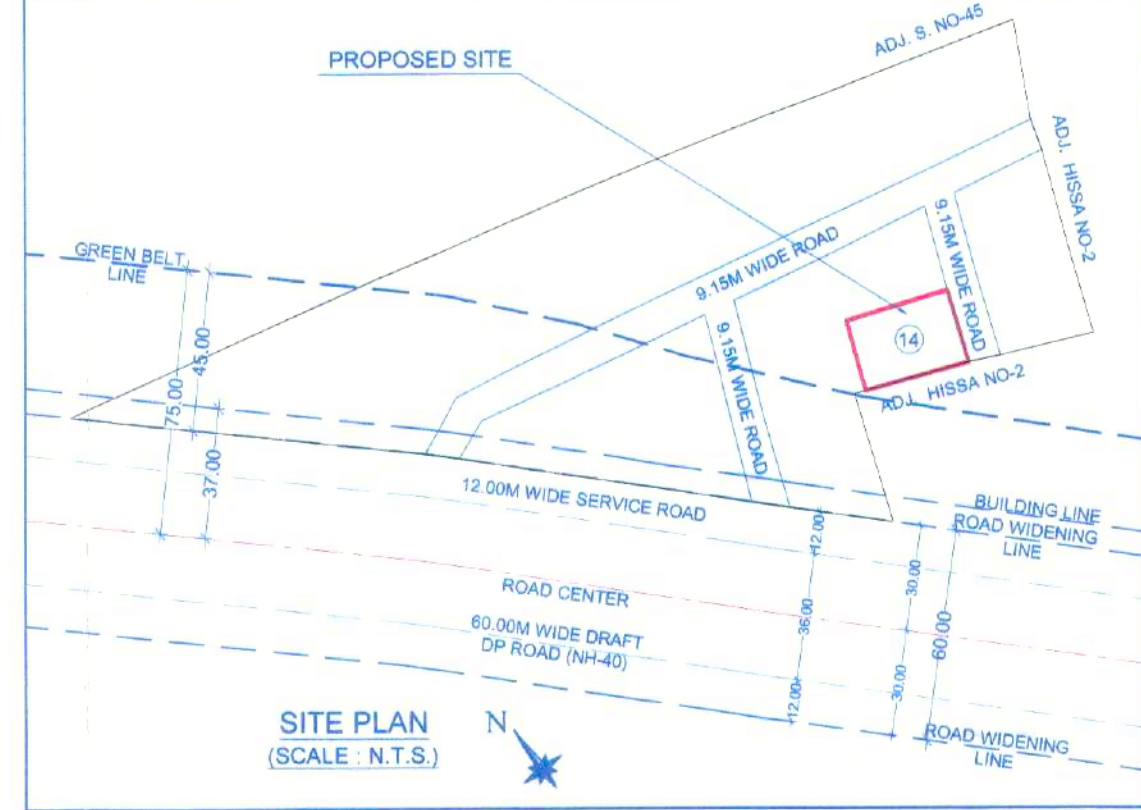 ADJ. S. NO-45
PROPOSED SITE
ADJ. HISSA NO-2
9.15M WIDE ROAD
9.15M WIDE ROAD
GREEN BELT
LINE
9.15M WIDE ROAD
14
45.00
75.00
ADJ. HISSA NO-2
37.00
12.00M WIDE SERVICE ROAD
BUILDING LINE
ROAD WIDENING
LINE
12.00
30.00
ROAD CENTER
36.00
60.00
60.00M WIDE DRAFT
DP ROAD (NH-40)
30.00
12.00
SITE PLAN
(SCALE : N.T.S.)
N
ROAD WIDENING
LINE